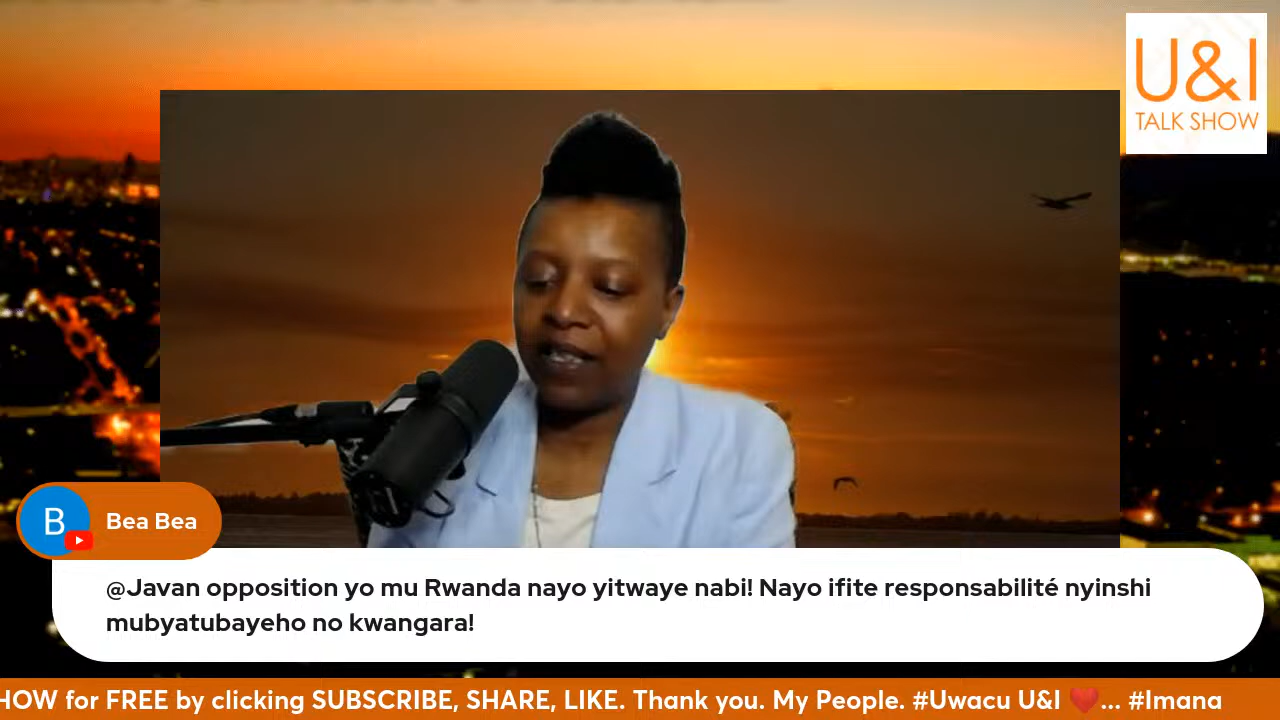 U&I
TALK SHOW
B
Bea Bea
@Javan opposition yo mu Rwanda nayo yitwaye nabi! Nayo ifite responsabilité nyinshi
mubyatubayeho no kwangara!
HOW for FREE by clicking SUBSCRIBE, SHARE, LIKE. Thank you. My People. #Uwacu U&I ❤️... #Imana